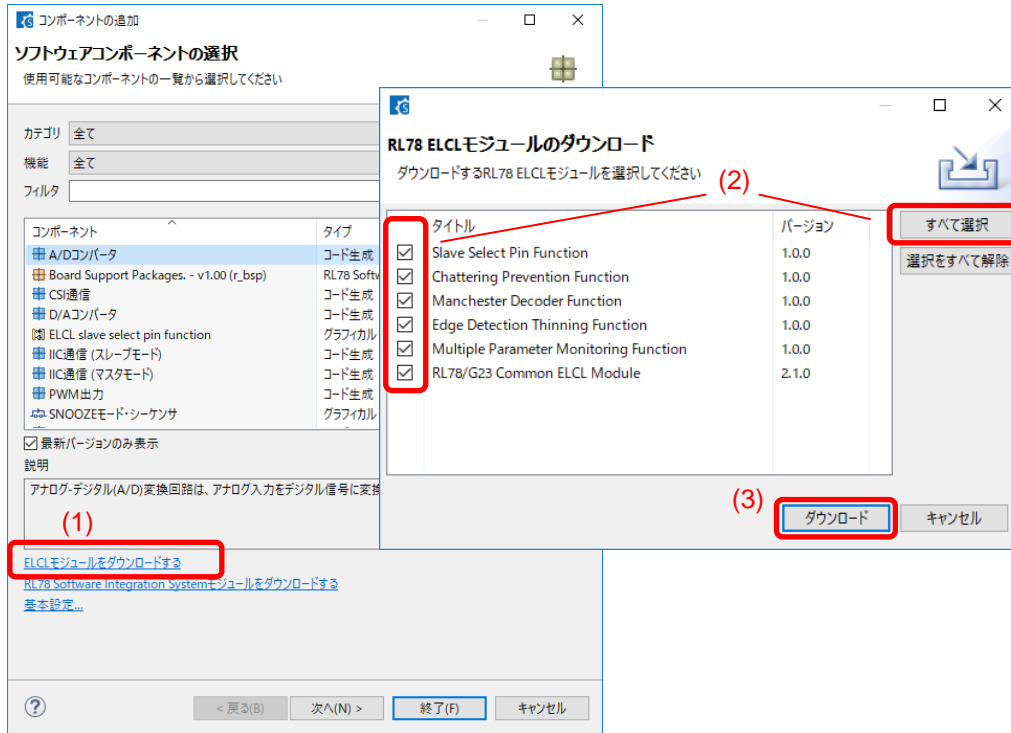 コンポーネントの追加
ソフトウェアコンポーネントの選択
使用可能なコンポーネントの一覧から選択してください
カテゴリ 全て
機能 全て
フィルタ
コンポーネント タイプ
A/Dコンバータ コード生成
Board Support Packages. - v1.00 (r_bsp) RL78 Softw
CSI通信 コード生成
D/Aコンバータ コード生成
ELCL slave select pin function グラフィカル
IIC通信 (スレーブモード) コード生成
IIC通信 (マスタモード) コード生成
PWM出力 コード生成
SNOOZEモード・シーケンサ グラフィカル
最新バージョンのみ表示
説明
アナログ-デジタル(A/D)変換回路は、アナログ入力をデジタル信号に変換
(1)
ELCLモジュールをダウンロードする
RL78 Software Integration Systemモジュールをダウンロードする
基本設定...
< 戻る(B) 次へ(N) > 終了(F) キャンセル
RL78 ELCLモジュールのダウンロード
ダウンロードするRL78 ELCLモジュールを選択してください
(2)
タイトル バージョン
Slave Select Pin Function 1.0.0
Chattering Prevention Function 1.0.0
Manchester Decoder Function 1.0.0
Edge Detection Thinning Function 1.0.0
Multiple Parameter Monitoring Function 1.0.0
RL78/G23 Common ELCL Module 2.1.0
すべて選択
選択をすべて解除
(3)
ダウンロード キャンセル